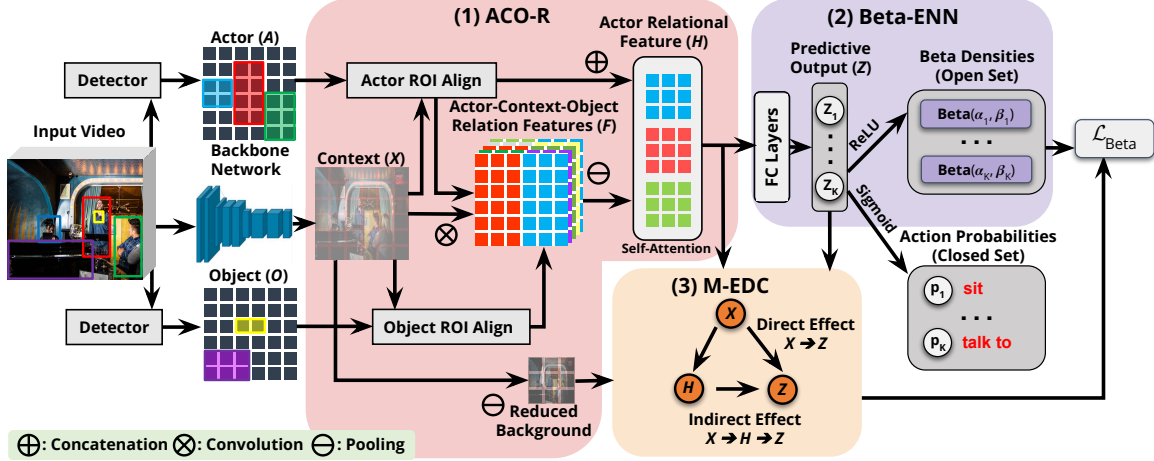 (1) ACO-R
(2) Beta-ENN
Actor (A)
Detector
Actor ROI Align
Actor Relational
Feature (H)
Predictive
Output (Z)
Beta Densities
(Open Set)
Input Video
Backbone
Network
Context (X)
Actor-Context-Object
Relation Features (F)
FC Layers
Z1
ZK
ReLU
Sigmoid
Beta(α1, β1)
. . .
Beta(αK, βK)
ℒBeta
Self-Attention
Action Probabilities
(Closed Set)
p1 sit
. . .
pK talk to
Object (O)
Detector
Object ROI Align
(3) M-EDC
X
Direct Effect
X ➔ Z
H
Z
Indirect Effect
X ➔ H ➔ Z
Reduced
Background
⊕: Concatenation ⊗: Convolution ⊖: Pooling